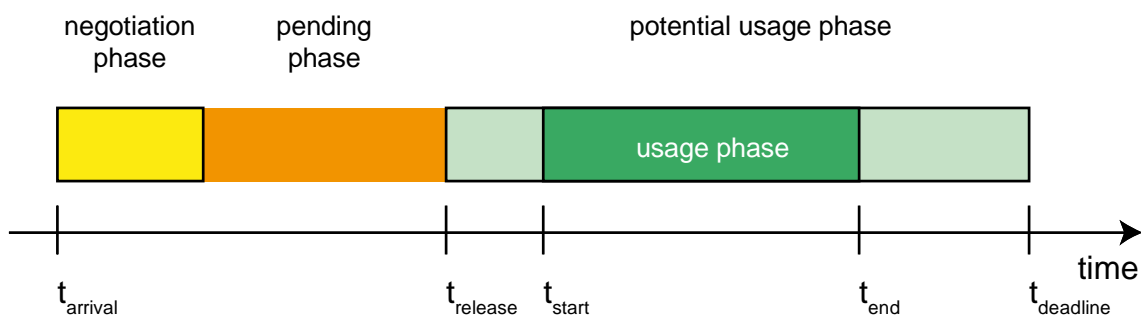 negotiation phase
pending phase
potential usage phase
usage phase
time
t_arrival
t_release
t_start
t_end
t_deadline